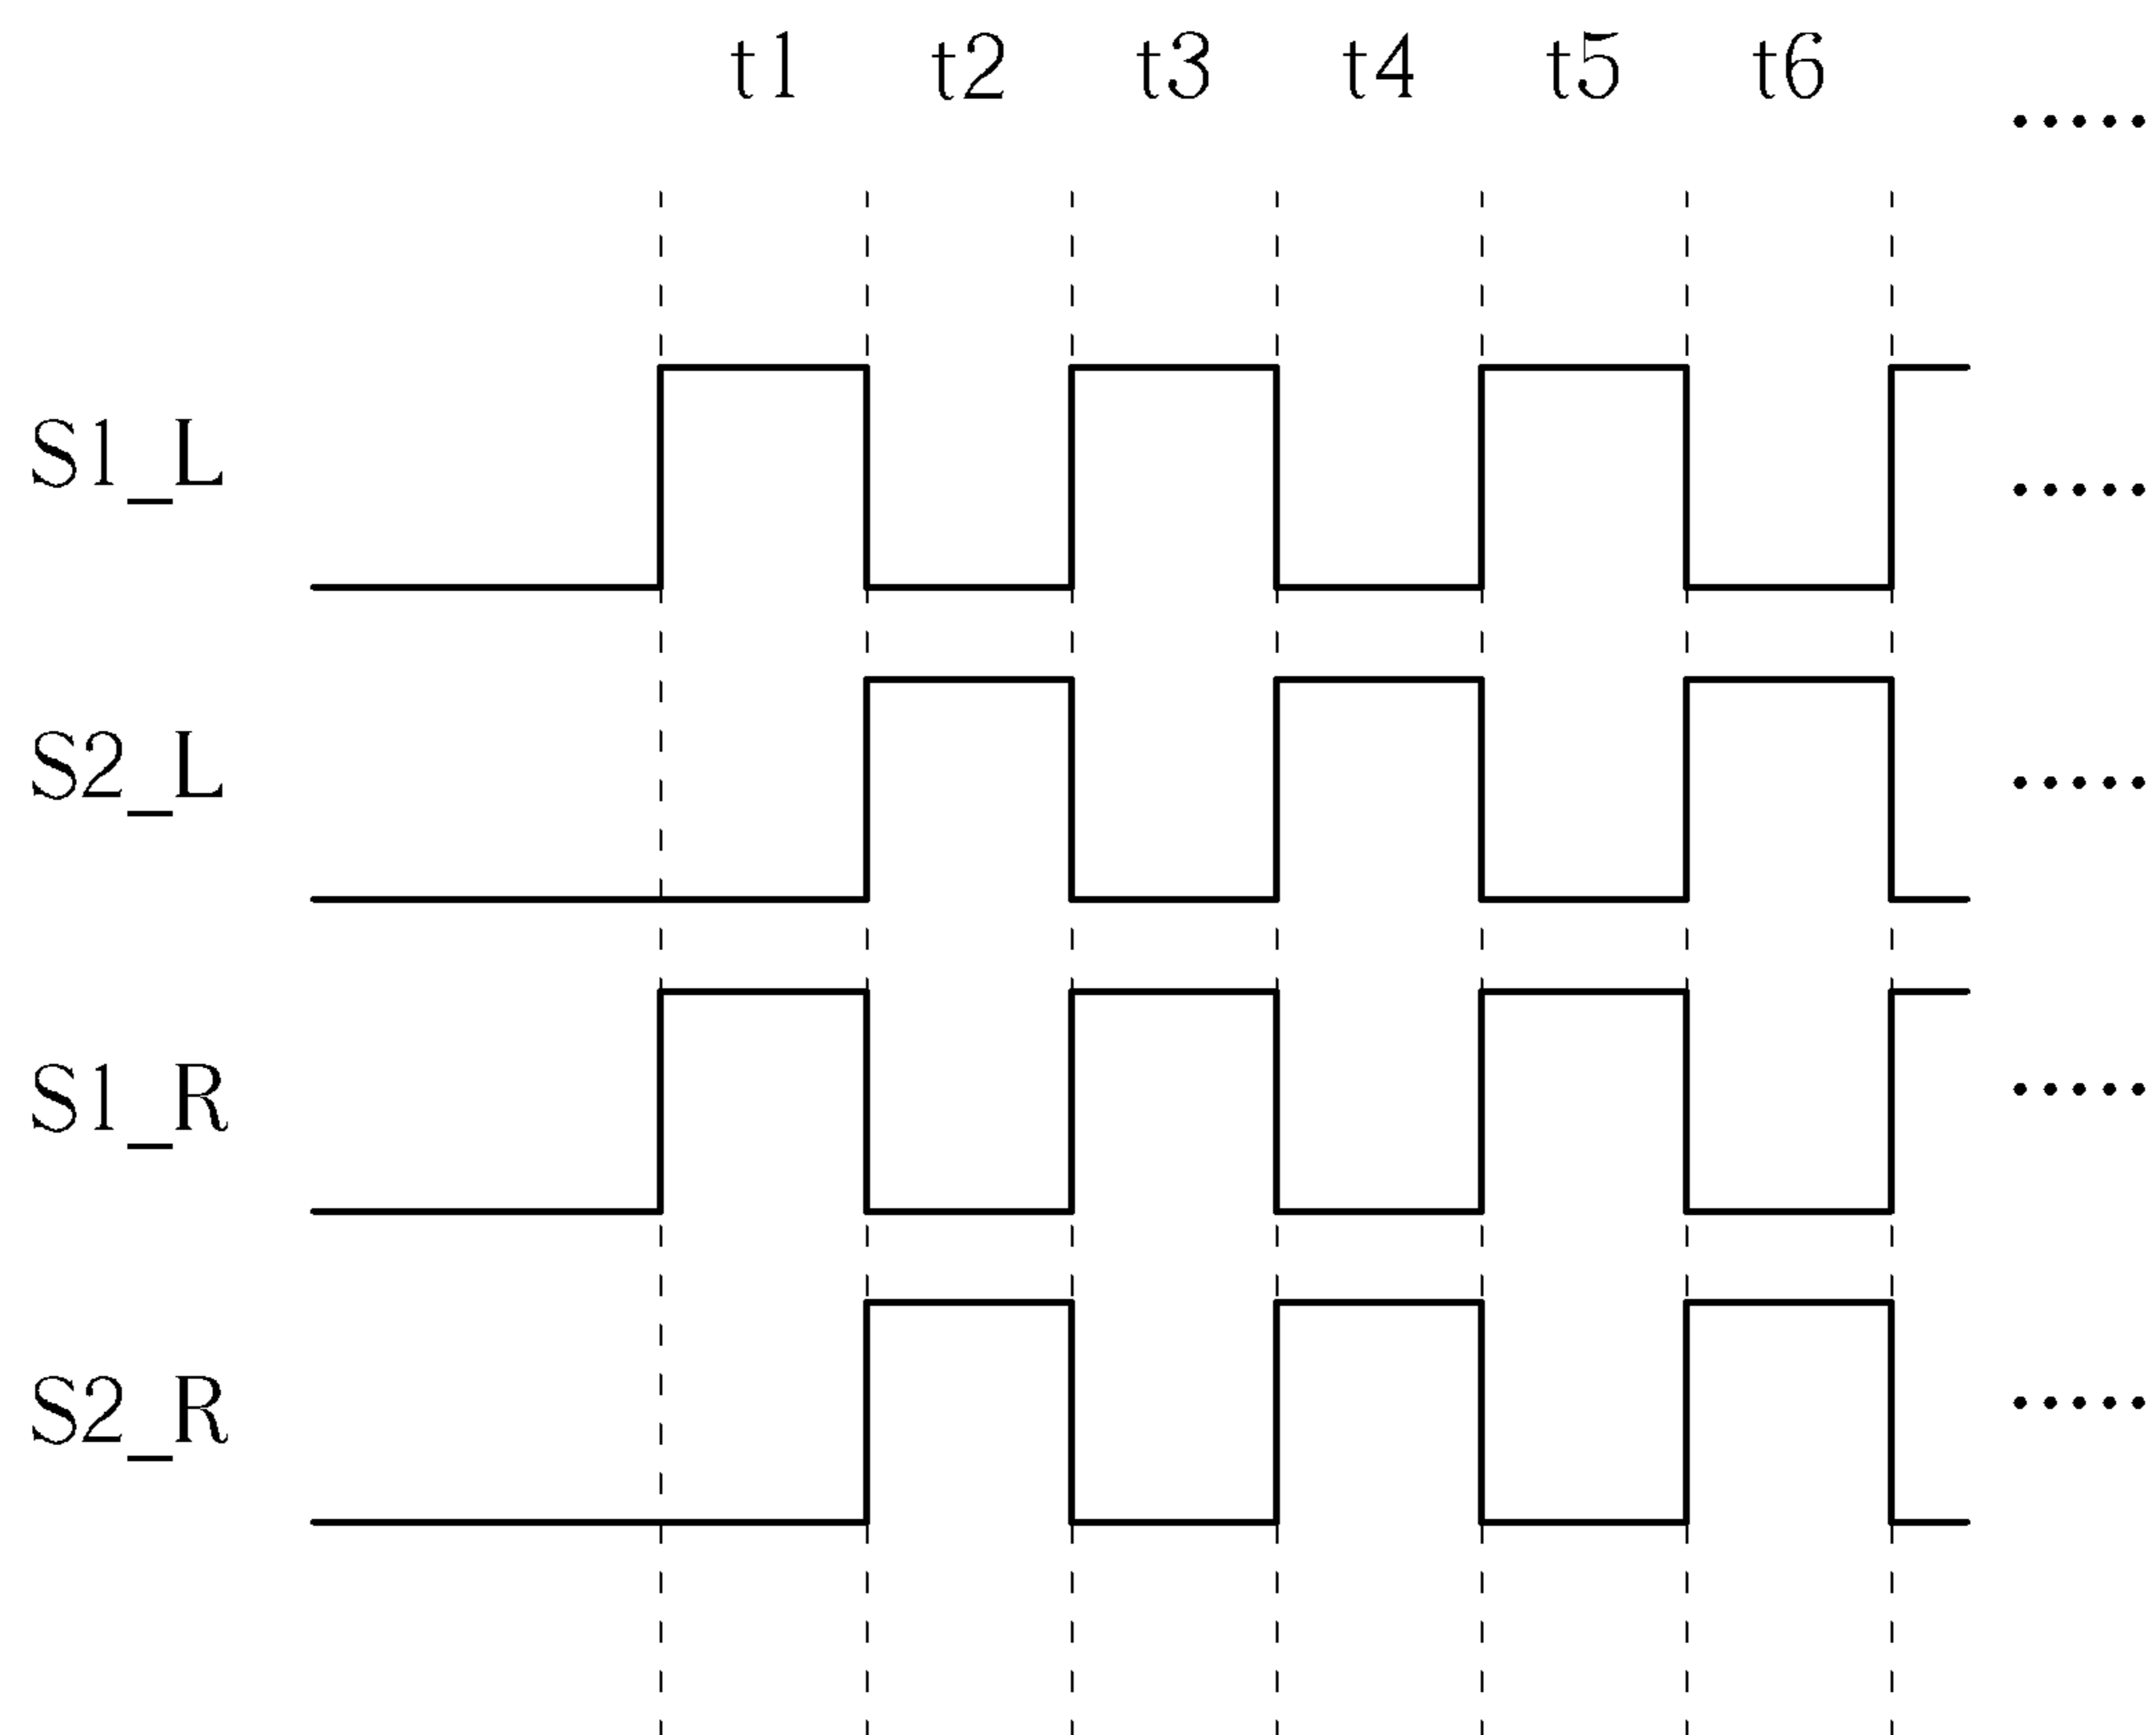 t1 t2 t3 t4 t5 t6 .....
S1_L .....
S2_L .....
S1_R .....
S2_R .....